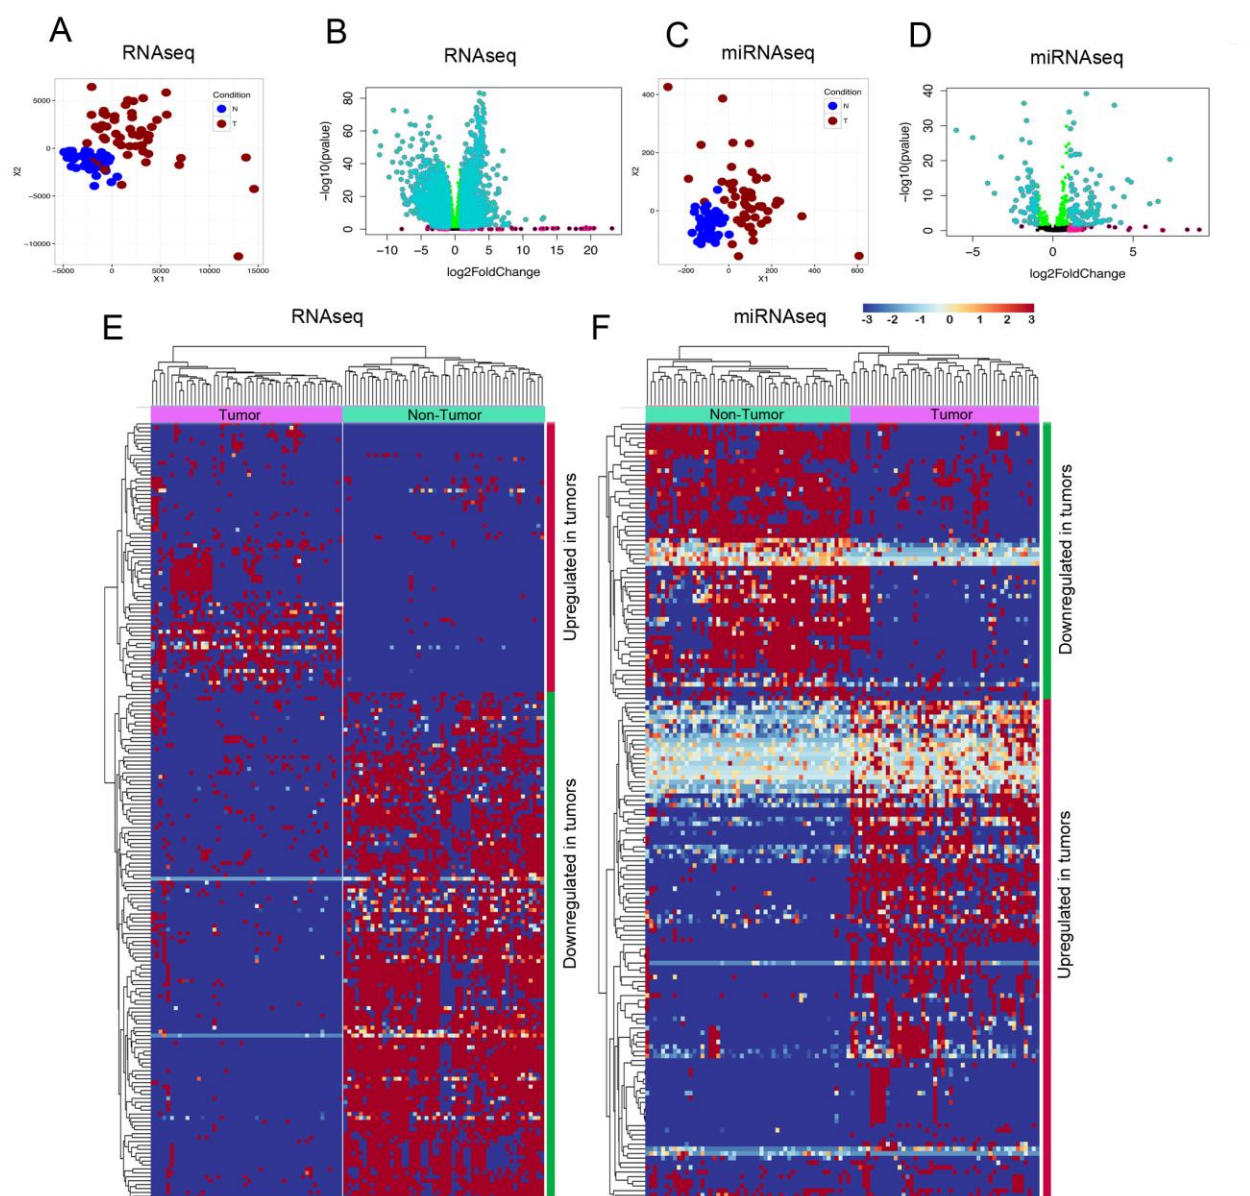 A
RNAseq
Condition
N
T
5000
0
−5000
−10000
X2
−5000
0
5000
10000
15000
X1
B
RNAseq
80
60
40
20
0
−log10(pvalue)
−10
−5
0
5
10
15
20
log2FoldChange
C
miRNAseq
Condition
N
T
400
200
0
X2
−200
0
200
400
600
X1
D
miRNAseq
40
30
20
10
0
−log10(pvalue)
−5
0
5
log2FoldChange
E
RNAseq
Tumor
Non-Tumor
Upregulated in tumors
Downregulated in tumors
F
miRNAseq
-3 -2 -1 0 1 2 3
Non-Tumor
Tumor
Downregulated in tumors
Upregulated in tumors